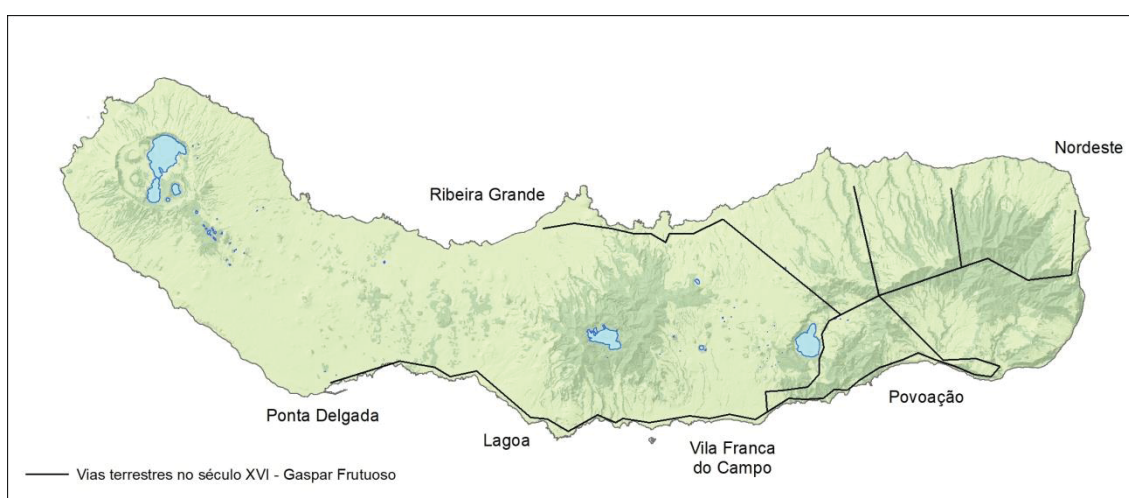 Nordeste
Ribeira Grande
Ponta Delgada
Povoação
Lagoa
Vila Franca
do Campo
Vias terrestres no século XVI - Gaspar Frutuoso